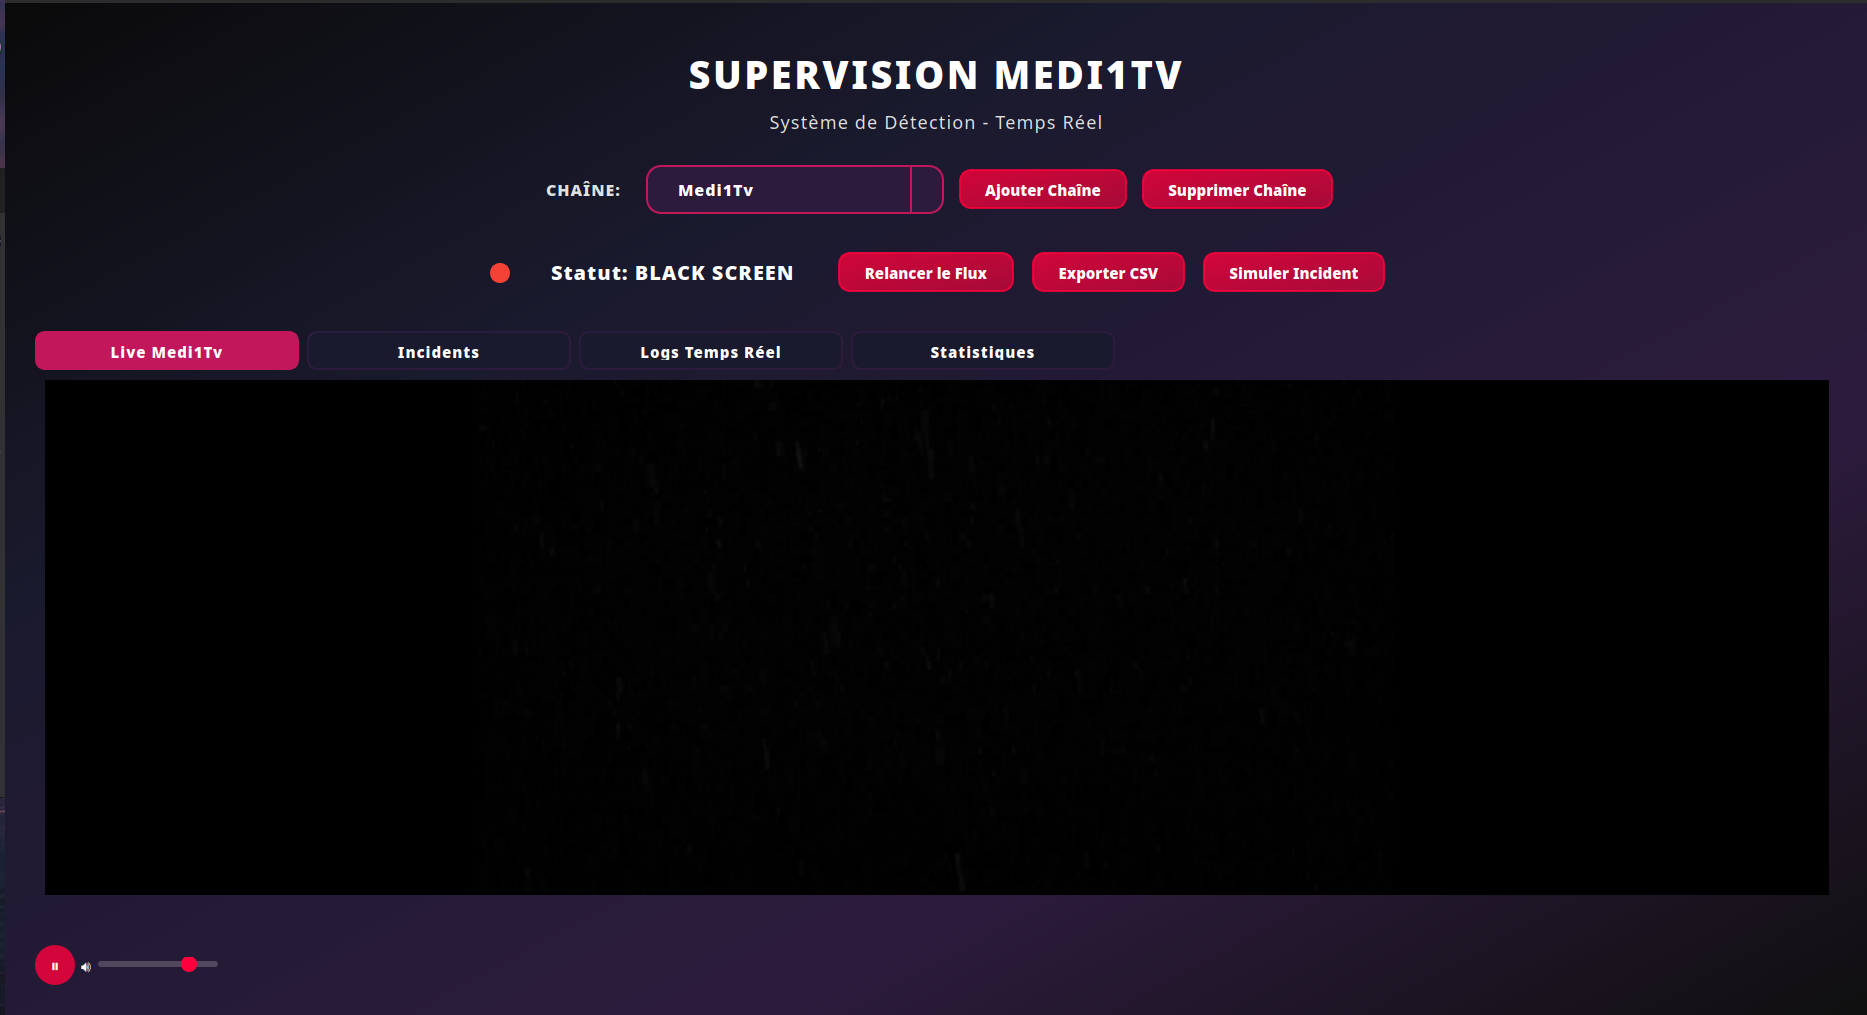 SUPERVISION MEDI1TV
Système de Détection - Temps Réel
CHAÎNE: Medi1Tv Ajouter Chaîne Supprimer Chaîne
Statut: BLACK SCREEN Relancer le Flux Exporter CSV Simuler Incident
Live Medi1Tv Incidents Logs Temps Réel Statistiques